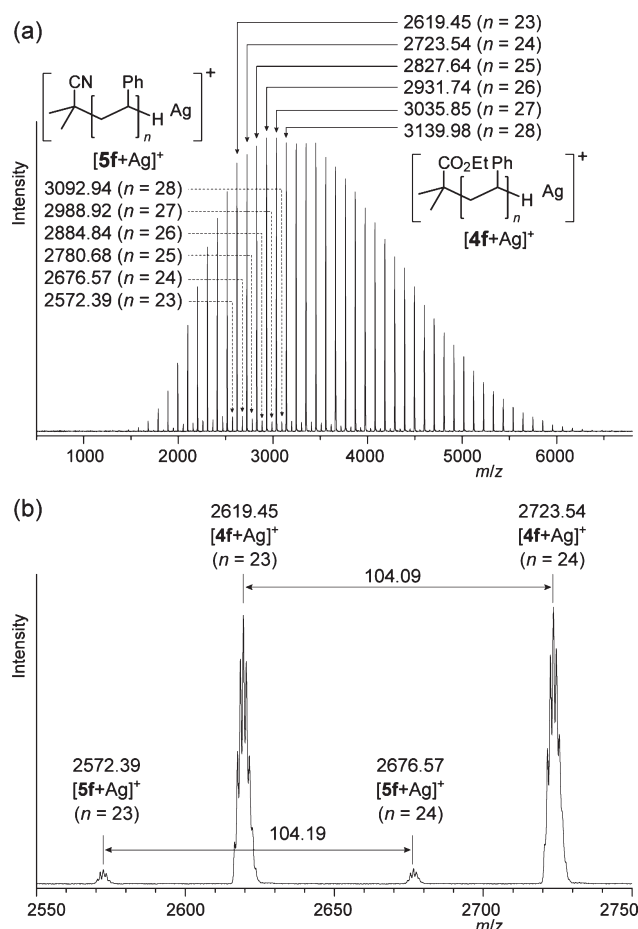 (a)
2619.45 (n = 23)
2723.54 (n = 24)
2827.64 (n = 25)
2931.74 (n = 26)
3035.85 (n = 27)
3139.98 (n = 28)
CN Ph
n
H Ag
+
[5f+Ag]+
CO2Et Ph
n
H Ag
+
[4f+Ag]+
3092.94 (n = 28)
2988.92 (n = 27)
2884.84 (n = 26)
2780.68 (n = 25)
2676.57 (n = 24)
2572.39 (n = 23)
Intensity
1000 2000 3000 4000 5000 6000
m/z
(b)
2619.45
[4f+Ag]+
(n = 23)
2723.54
[4f+Ag]+
(n = 24)
104.09
Intensity
2572.39
[5f+Ag]+
(n = 23)
2676.57
[5f+Ag]+
(n = 24)
104.19
2550 2600 2650 2700 2750
m/z